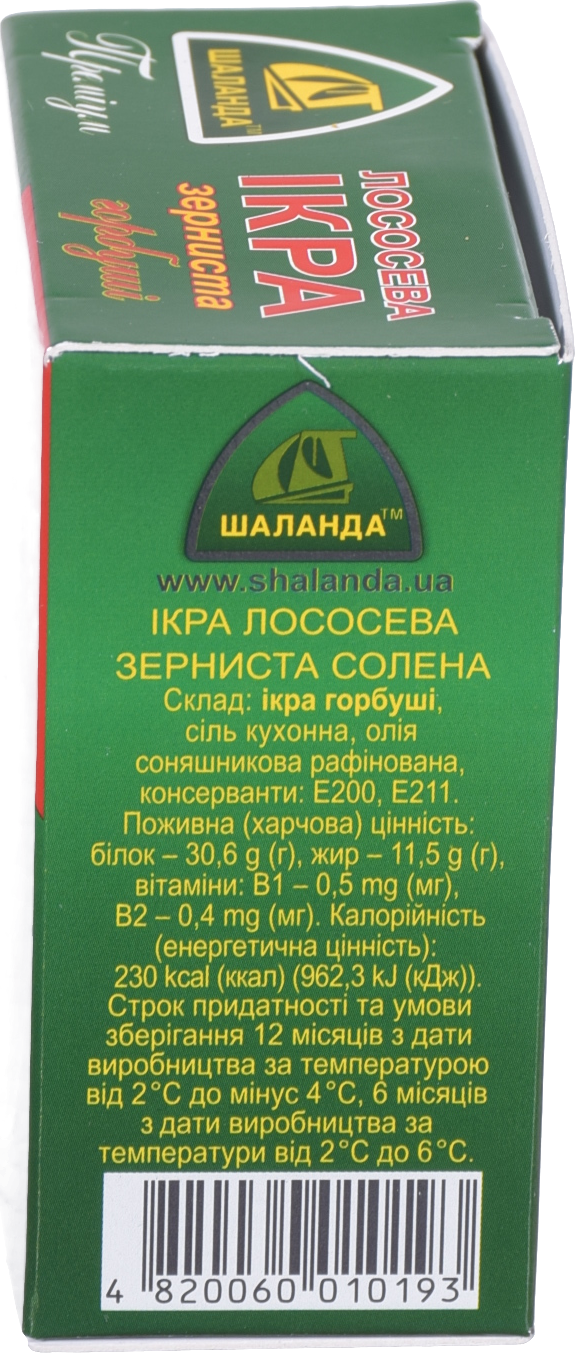 Преміум
ШАЛАНДА™
ЛОСОСЕВА
ІКРА
зерниста
горбуші
ШАЛАНДА™
www.shalanda.ua
ІКРА ЛОСОСЕВА
ЗЕРНИСТА СОЛЕНА
Склад: ікра горбуші,
сіль кухонна, олія
соняшникова рафінована,
консерванти: Е200, Е211.
Поживна (харчова) цінність:
білок – 30,6 g (г), жир – 11,5 g (г),
вітаміни: В1 – 0,5 mg (мг),
В2 – 0,4 mg (мг). Калорійність
(енергетична цінність):
230 kcal (ккал) (962,3 kJ (кДж)).
Строк придатності та умови
зберігання 12 місяців з дати
виробництва за температурою
від 2°С до мінус 4°С, 6 місяців
з дати виробництва за
температури від 2°С до 6°С.
4 820060 010193